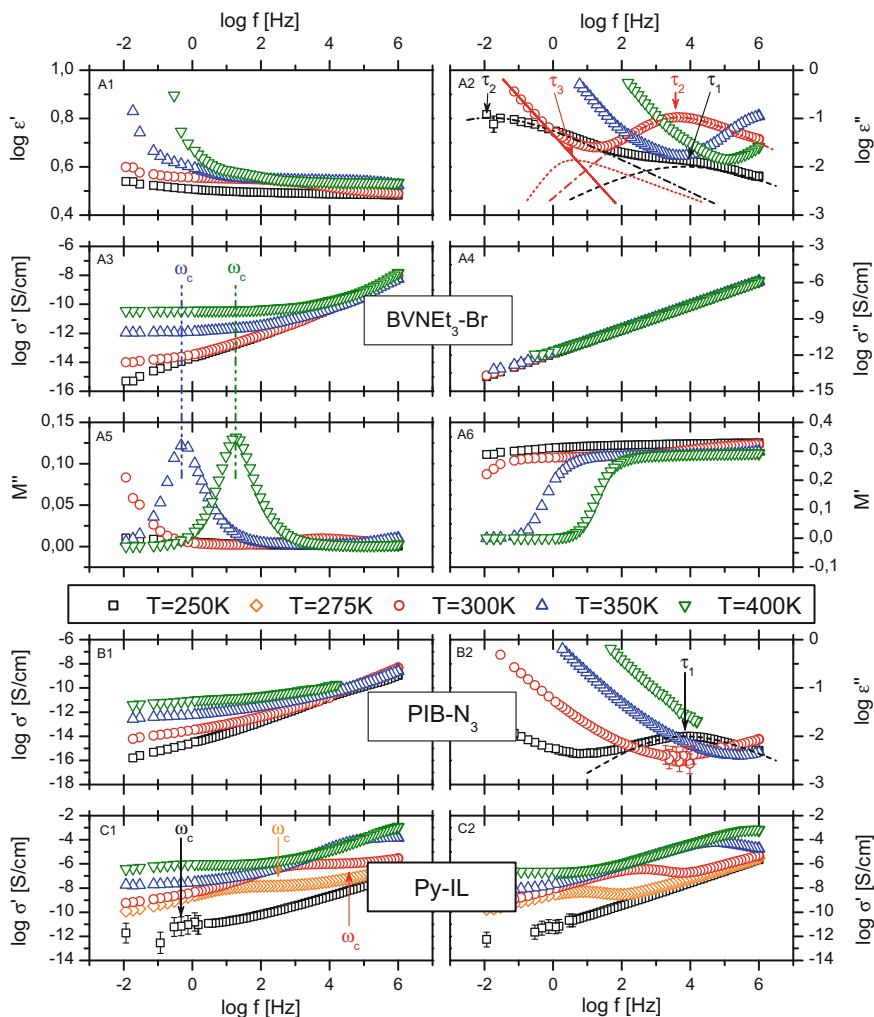 log f [Hz] log f [Hz]
-2 0 2 4 6 -2 0 2 4 6
A1 A2
1,0 0,8 0,6 0,4
log ε'
τ₂ τ₃ τ₂ τ₁
0 -1 -2 -3
log ε"
A3 A4
-6 -8 -10 -12 -14 -16
log σ' [S/cm]
ω_c ω_c
BVNEt₃-Br
-3 -6 -9 -12 -15
log σ" [S/cm]
A5 A6
0,15 0,10 0,05 0,00
M"
0,4 0,3 0,2 0,1 0,0 -0,1
M'
T=250K T=275K T=300K T=350K T=400K
B1 B2
-6 -8 -10 -12 -14 -16 -18
log σ' [S/cm]
PIB-N₃
τ₁
0 -1 -2 -3
log ε"
C1 C2
-2 -4 -6 -8 -10 -12 -14
log σ' [S/cm]
ω_c ω_c ω_c
Py-IL
-2 -4 -6 -8 -10 -12 -14
log σ' [S/cm]
-2 0 2 4 6 -2 0 2 4 6
log f [Hz] log f [Hz]